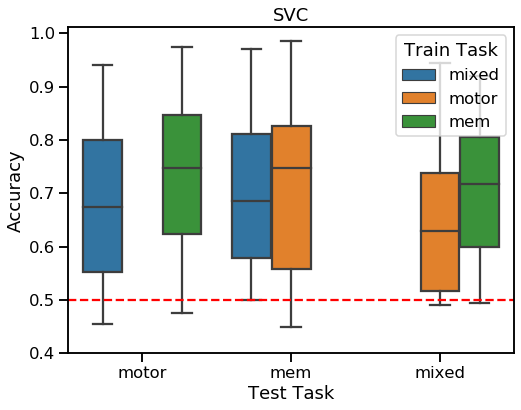 SVC
Accuracy
1.0
0.9
0.8
0.7
0.6
0.5
0.4
Train Task
mixed
motor
mem
motor mem mixed
Test Task